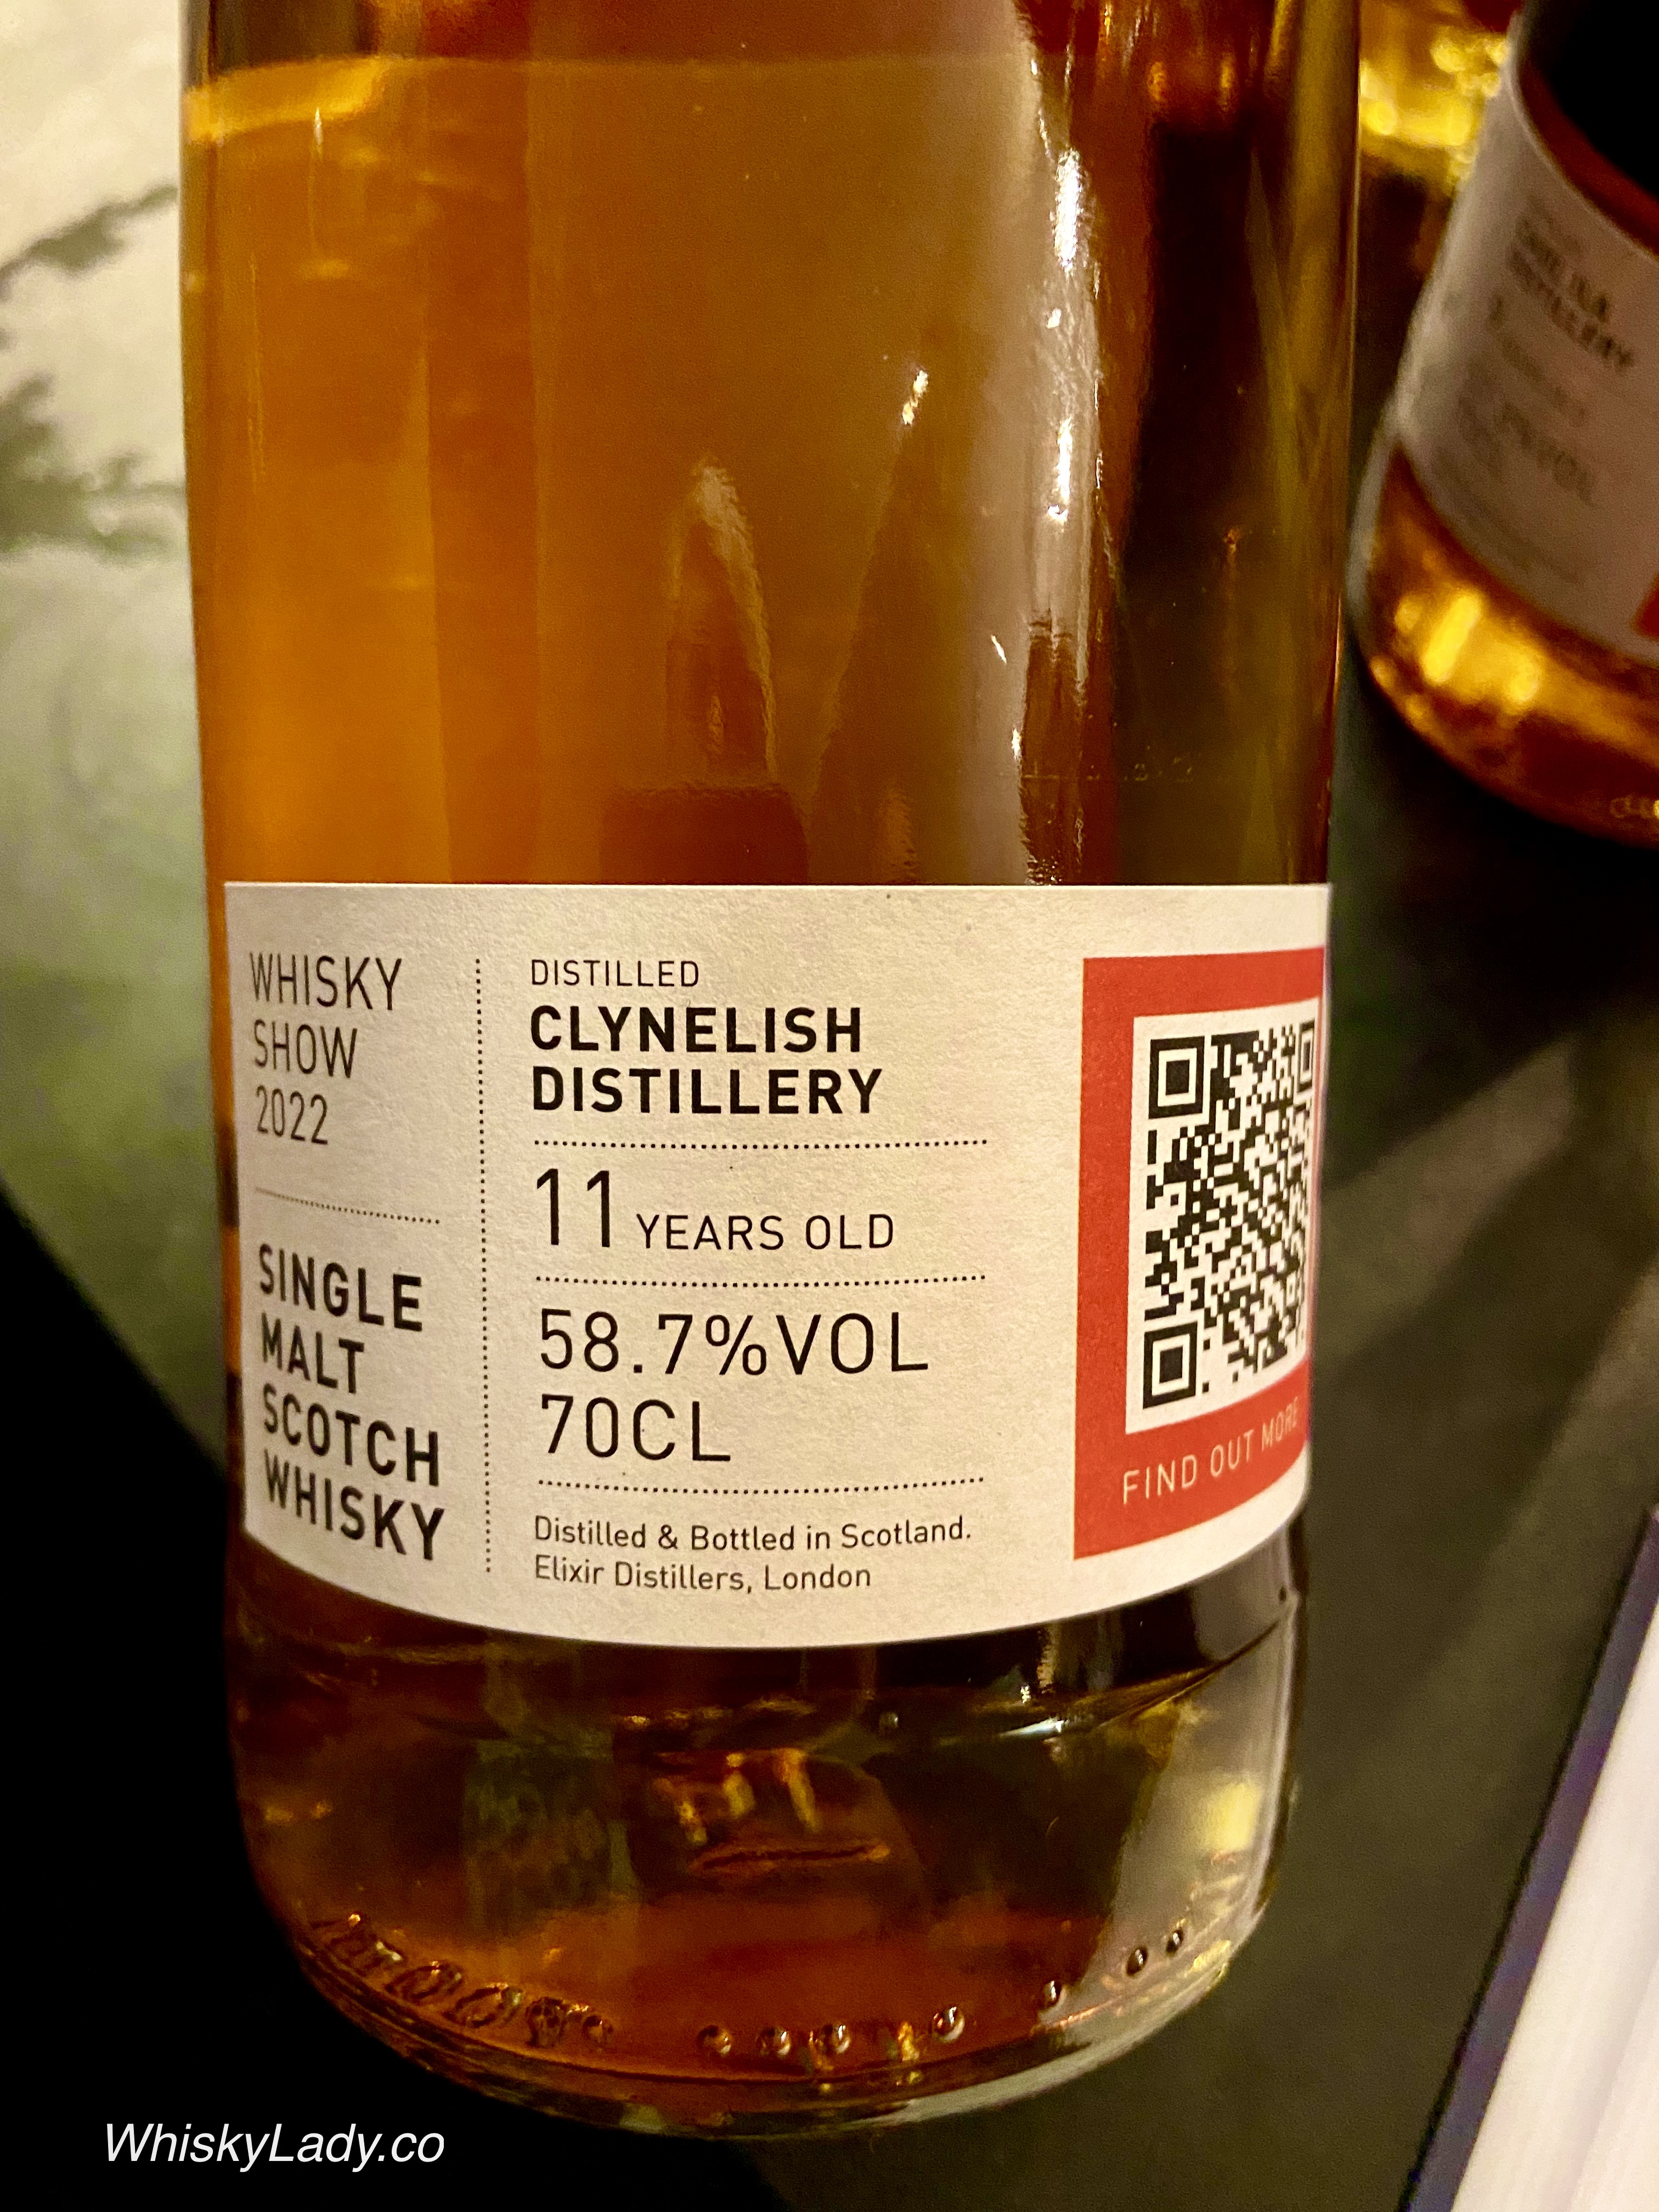 WHISKY
SHOW
2022
SINGLE
MALT
SCOTCH
WHISKY
DISTILLED
CLYNELISH
DISTILLERY
11 YEARS OLD
58.7%VOL
70CL
Distilled & Bottled in Scotland.
Elixir Distillers, London
FIND OUT MORE
DISTILLERY
WhiskyLady.co